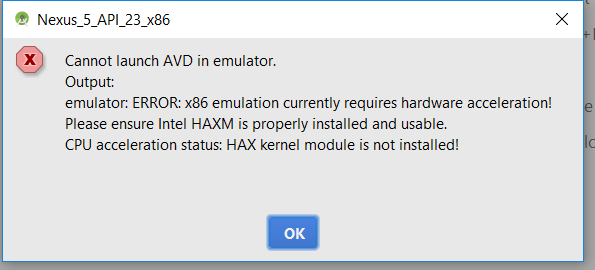 Nexus_5_API_23_x86
Cannot launch AVD in emulator.
Output:
emulator: ERROR: x86 emulation currently requires hardware acceleration!
Please ensure Intel HAXM is properly installed and usable.
CPU acceleration status: HAX kernel module is not installed!
OK